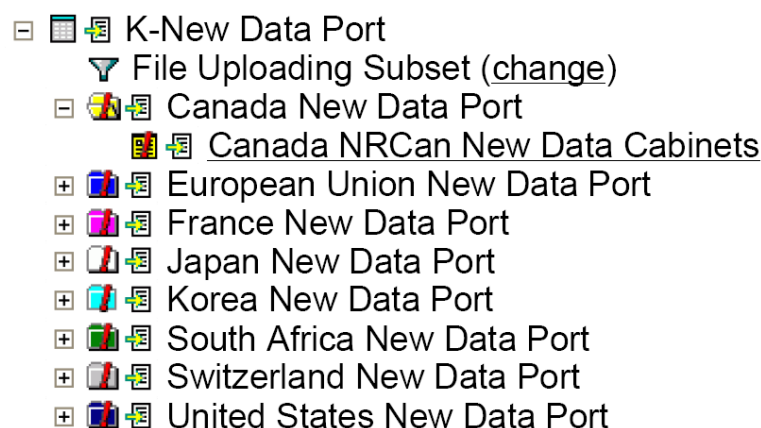 K-New Data Port
File Uploading Subset (change)
Canada New Data Port
Canada NRCan New Data Cabinets
European Union New Data Port
France New Data Port
Japan New Data Port
Korea New Data Port
South Africa New Data Port
Switzerland New Data Port
United States New Data Port